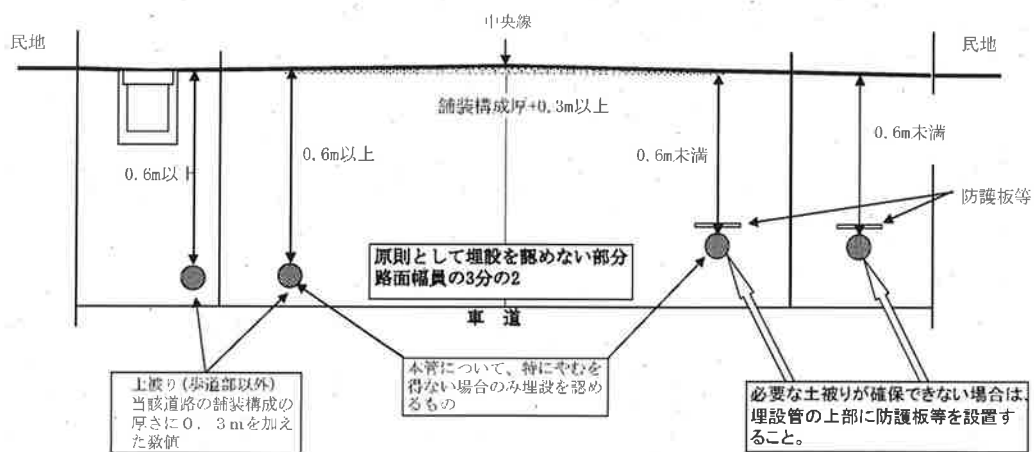 中央線
民地
民地
舗装構成厚+0.3m以上
0.6m以上
0.6m以上
0.6m未満
0.6m未満
防護板等
原則として埋設を認めない部分
路面幅員の3分の2
車 道
土被り(歩道部以外)
当該道路の舗装構成の
厚さに0.3mを加え
た数値
本管について、特にやむを
得ない場合のみ埋設を認め
るもの
必要な土被りが確保できない場合は、
埋設管の上部に防護板等を設置す
ること。